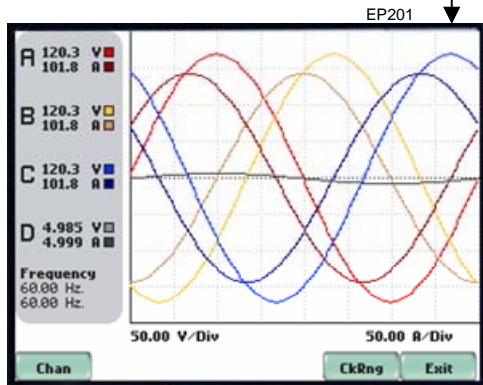 EP201
A 120.3 V
101.8 A
B 120.3 V
101.8 A
C 120.3 V
101.8 A
D 4.985 V
4.999 A
Frequency
60.00 Hz.
60.00 Hz.
50.00 V/Div 50.00 A/Div
Chan CkRng Exit